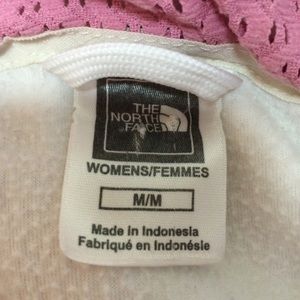 THE
NORTH
FACE
WOMENS/FEMMES
M/M
Made in Indonesia
Fabriqué en Indonésie